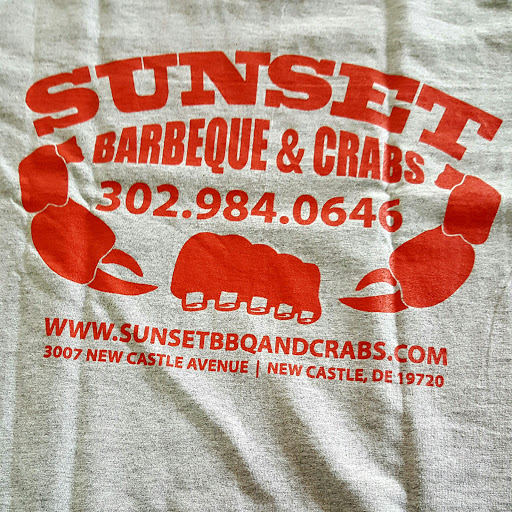 SUNSET
BARBEQUE & CRABS
302.984.0646
WWW.SUNSETBBQANDCRABS.COM
3007 NEW CASTLE AVENUE | NEW CASTLE, DE 19720